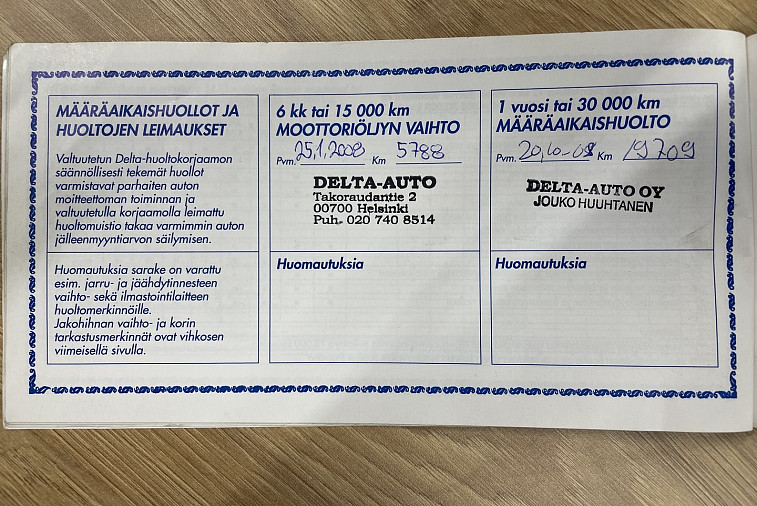 MÄÄRÄAIKAISHUOLLOT JA
HUOLTOJEN LEIMAUKSET
Valtuutetun Delta-huoltokorjaamon
säännöllisesti tekemät huollot
varmistavat parhaiten auton
moitteettoman toiminnan ja
valtuutetulla korjaamolla leimattu
huoltomuistio takaa varmimmin auton
jälleenmyyntiarvon säilymisen.
Huomautuksia sarake on varattu
esim. jarru- ja jäähdytinnesteen
vaihto- sekä ilmastointilaitteen
huoltomerkinnöille.
Jakohihnan vaihto- ja korin
tarkastusmerkinnät ovat vihkosen
viimeisellä sivulla.
6 kk tai 15 000 km
MOOTTORIÖLJYN VAIHTO
Pvm. 25.1.2008 Km 5788
DELTA-AUTO
Takoraudantie 2
00700 Helsinki
Puh. 020 740 8514
Huomautuksia
1 vuosi tai 30 000 km
MÄÄRÄAIKAISHUOLTO
Pvm. 20.10-08 Km 19709
DELTA-AUTO OY
JOUKO HUUHTANEN
Huomautuksia